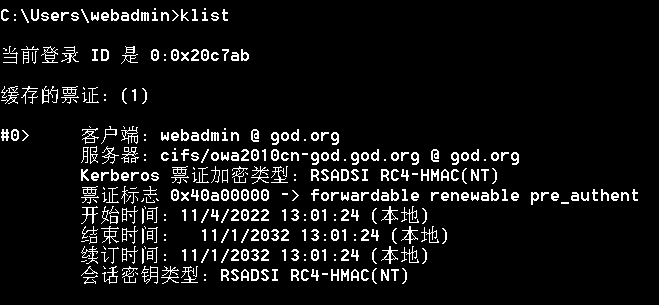 C:\Users\webadmin>klist
当前登录 ID 是 0:0x20c7ab
缓存的票证: (1)
#0> 客户端: webadmin @ god.org
服务器: cifs/owa2010cn-god.god.org @ god.org
Kerberos 票证加密类型: RSADSI RC4-HMAC(NT)
票证标志 0x40a00000 -> forwardable renewable pre_authent
开始时间: 11/4/2022 13:01:24 (本地)
结束时间: 11/1/2032 13:01:24 (本地)
续订时间: 11/1/2032 13:01:24 (本地)
会话密钥类型: RSADSI RC4-HMAC(NT)